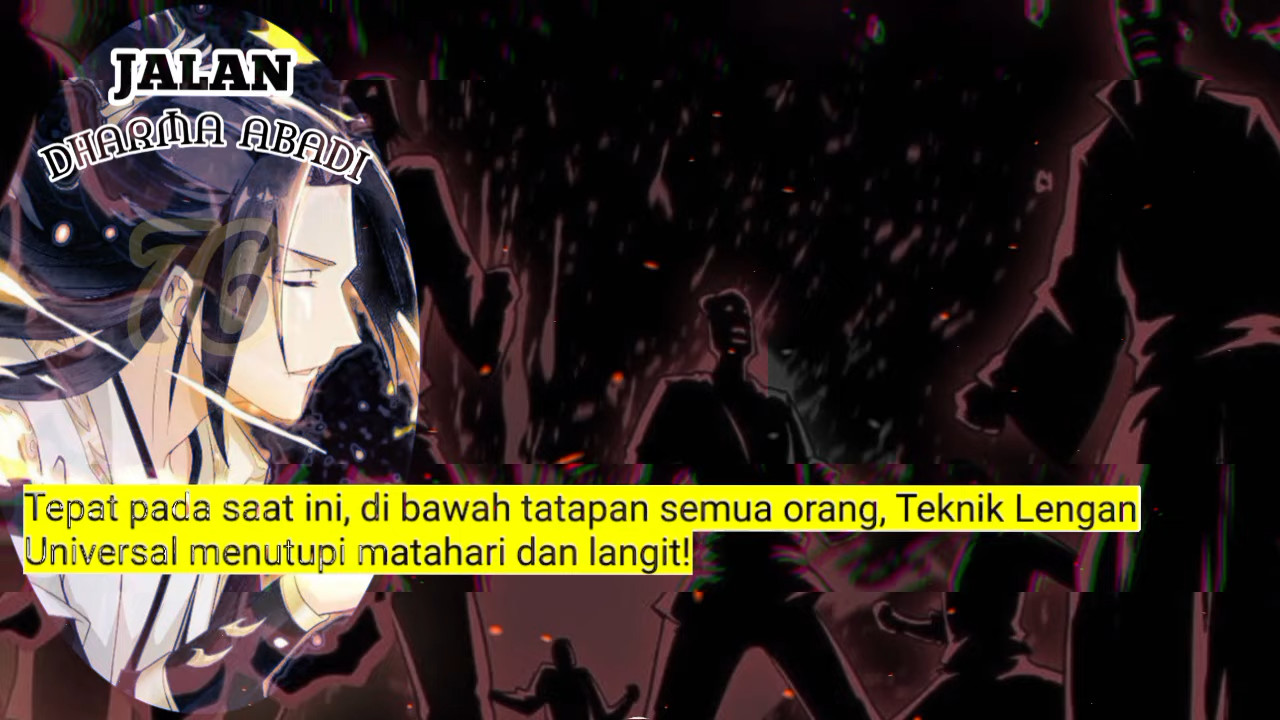 JALAN
DHARMA ABADI
Tepat pada saat ini, di bawah tatapan semua orang, Teknik Lengan
Universal menutupi matahari dan langit!